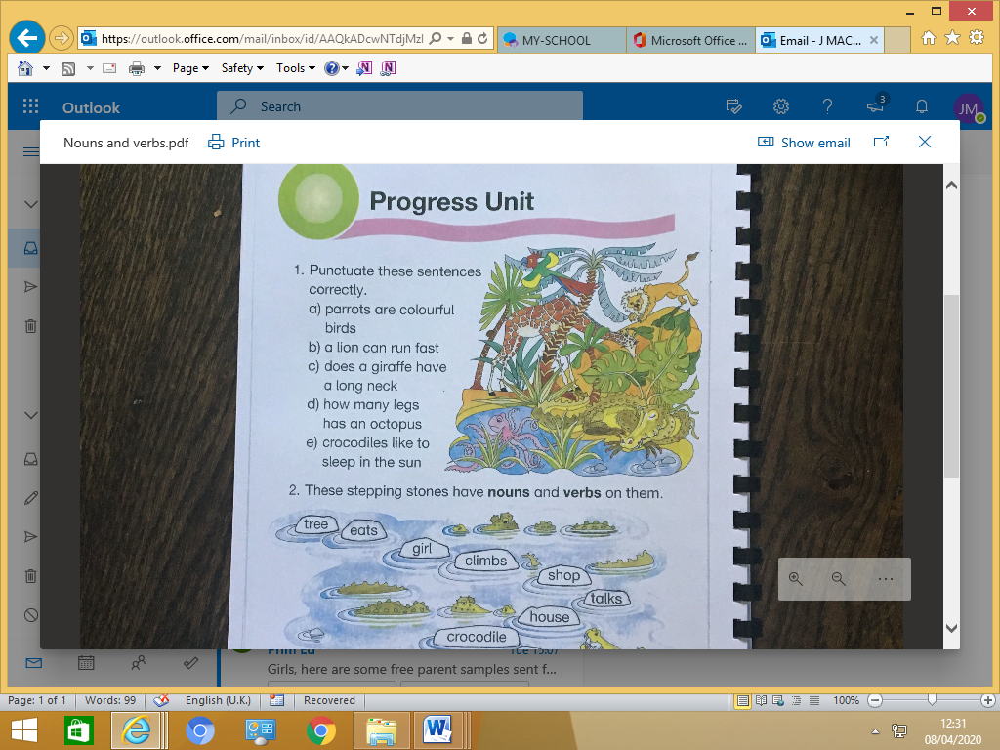 https://outlook.office.com/mail/inbox/id/AAQkADcwNTdjMzI
MY-SCHOOL
Microsoft Office ...
Email - J MAC...
Page Safety Tools
Outlook
Search
3
JM
Nouns and verbs.pdf
Print
Show email
Progress Unit
1. Punctuate these sentences
correctly.
a) parrots are colourful
birds
b) a lion can run fast
c) does a giraffe have
a long neck
d) how many legs
has an octopus
e) crocodiles like to
sleep in the sun
2. These stepping stones have nouns and verbs on them.
tree
eats
girl
climbs
shop
talks
house
crocodile
Tue 15:07
Girls, here are some free parent samples sent f...
Page: 1 of 1 Words: 99 English (U.K.) Recovered 100%
12:31
08/04/2020